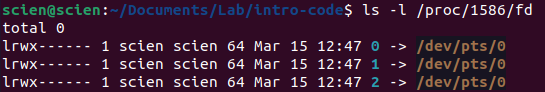 scien@scien:~/Documents/Lab/intro-code$ ls -l /proc/1586/fd
total 0
lrwx------ 1 scien scien 64 Mar 15 12:47 0 -> /dev/pts/0
lrwx------ 1 scien scien 64 Mar 15 12:47 1 -> /dev/pts/0
lrwx------ 1 scien scien 64 Mar 15 12:47 2 -> /dev/pts/0